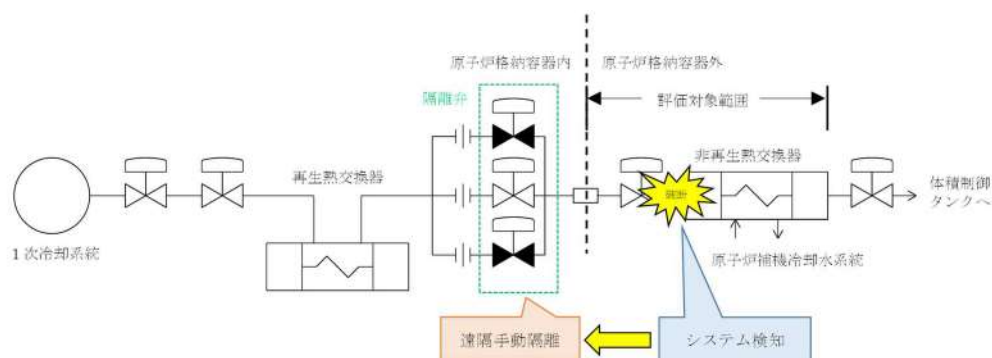 原子炉格納容器内
原子炉格納容器外
隔離弁
評価対象範囲
再生熱交換器
非再生熱交換器
体積制御
タンクへ
1次冷却系統
原子炉補機冷却水系統
遠隔手動隔離
システム検知